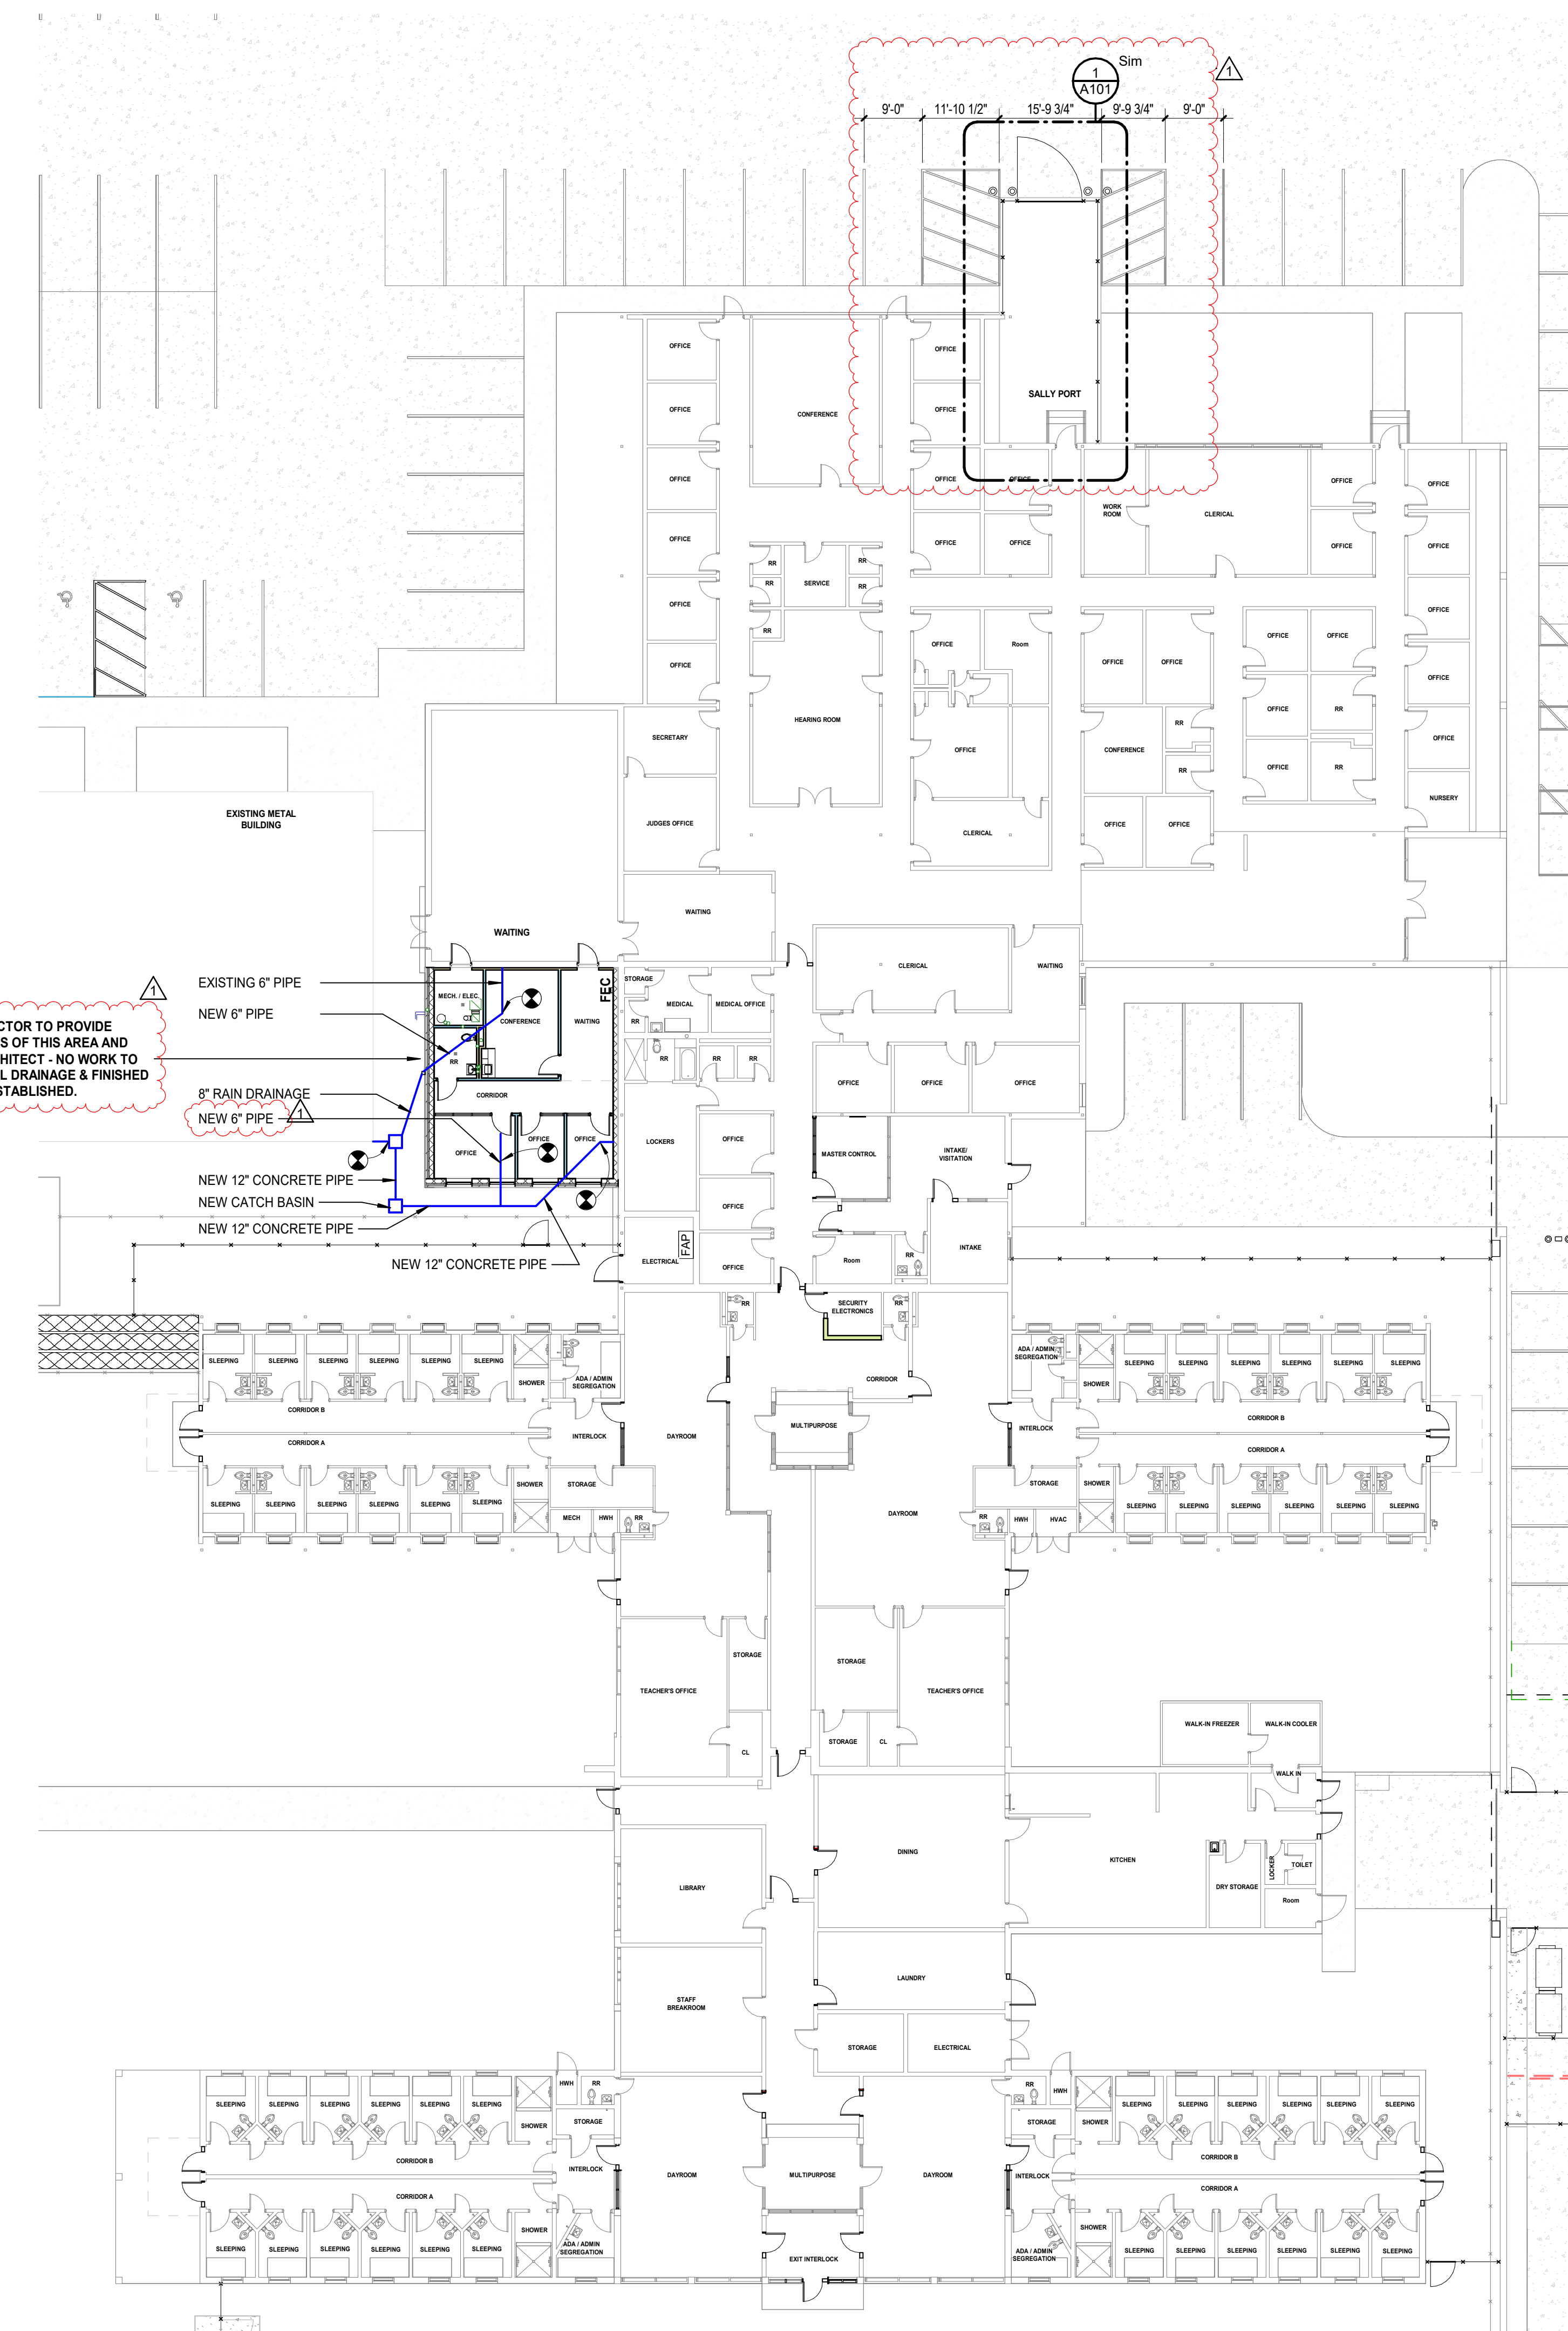 1
A101
Sim
1
9'-0"
11'-10 1/2"
15'-9 3/4"
9'-9 3/4"
9'-0"
OFFICE
OFFICE
OFFICE
OFFICE
OFFICE
OFFICE
CONFERENCE
OFFICE
OFFICE
OFFICE
OFFICE
OFFICE
OFFICE
SALLY PORT
WORK
ROOM
CLERICAL
OFFICE
OFFICE
OFFICE
OFFICE
OFFICE
OFFICE
OFFICE
NURSERY
RR
RR
SERVICE
RR
RR
RR
HEARING ROOM
OFFICE
Room
OFFICE
CLERICAL
OFFICE
OFFICE
CONFERENCE
RR
RR
OFFICE
OFFICE
OFFICE
OFFICE
OFFICE
RR
OFFICE
RR
SECRETARY
JUDGES OFFICE
WAITING
EXISTING METAL
BUILDING
WAITING
1
CTOR TO PROVIDE
S OF THIS AREA AND
CHITECT - NO WORK TO
L DRAINAGE & FINISHED
STABLISHED.
EXISTING 6" PIPE
NEW 6" PIPE
8" RAIN DRAINAGE
NEW 6" PIPE
1
NEW 12" CONCRETE PIPE
NEW CATCH BASIN
NEW 12" CONCRETE PIPE
NEW 12" CONCRETE PIPE
MECH. / ELEC.
CONFERENCE
WAITING
FEC
RR
CORRIDOR
OFFICE
OFFICE
OFFICE
STORAGE
MEDICAL
MEDICAL OFFICE
RR
RR
RR
RR
LOCKERS
OFFICE
OFFICE
OFFICE
ELECTRICAL
FAP
CLERICAL
WAITING
OFFICE
OFFICE
OFFICE
MASTER CONTROL
INTAKE/
VISITATION
INTAKE
Room
RR
RR
SECURITY
ELECTRONICS
RR
CORRIDOR
SLEEPING
SLEEPING
SLEEPING
SLEEPING
SLEEPING
SLEEPING
SHOWER
ADA / ADMIN
SEGREGATION
CORRIDOR B
CORRIDOR A
INTERLOCK
DAYROOM
MULTIPURPOSE
SLEEPING
SLEEPING
SLEEPING
SLEEPING
SLEEPING
SLEEPING
SHOWER
STORAGE
MECH
HWH
RR
ADA / ADMIN
SEGREGATION
SHOWER
SLEEPING
SLEEPING
SLEEPING
SLEEPING
SLEEPING
SLEEPING
INTERLOCK
CORRIDOR B
CORRIDOR A
STORAGE
SHOWER
SLEEPING
SLEEPING
SLEEPING
SLEEPING
SLEEPING
SLEEPING
DAYROOM
RR
HWH
HVAC
TEACHER'S OFFICE
STORAGE
CL
STORAGE
TEACHER'S OFFICE
STORAGE
CL
WALK-IN FREEZER
WALK-IN COOLER
WALK IN
DINING
KITCHEN
DRY STORAGE
LOCKER
TOILET
Room
LIBRARY
LAUNDRY
STAFF
BREAKROOM
STORAGE
ELECTRICAL
SLEEPING
SLEEPING
SLEEPING
SLEEPING
SLEEPING
SHOWER
HWH
RR
STORAGE
CORRIDOR B
CORRIDOR A
INTERLOCK
DAYROOM
MULTIPURPOSE
DAYROOM
SLEEPING
SLEEPING
SLEEPING
SLEEPING
SLEEPING
SHOWER
ADA / ADMIN
SEGREGATION
EXIT INTERLOCK
RR
HWH
STORAGE
SHOWER
SLEEPING
SLEEPING
SLEEPING
SLEEPING
SLEEPING
SLEEPING
INTERLOCK
CORRIDOR B
CORRIDOR A
ADA / ADMIN
SEGREGATION
SHOWER
SLEEPING
SLEEPING
SLEEPING
SLEEPING
SLEEPING
SLEEPING